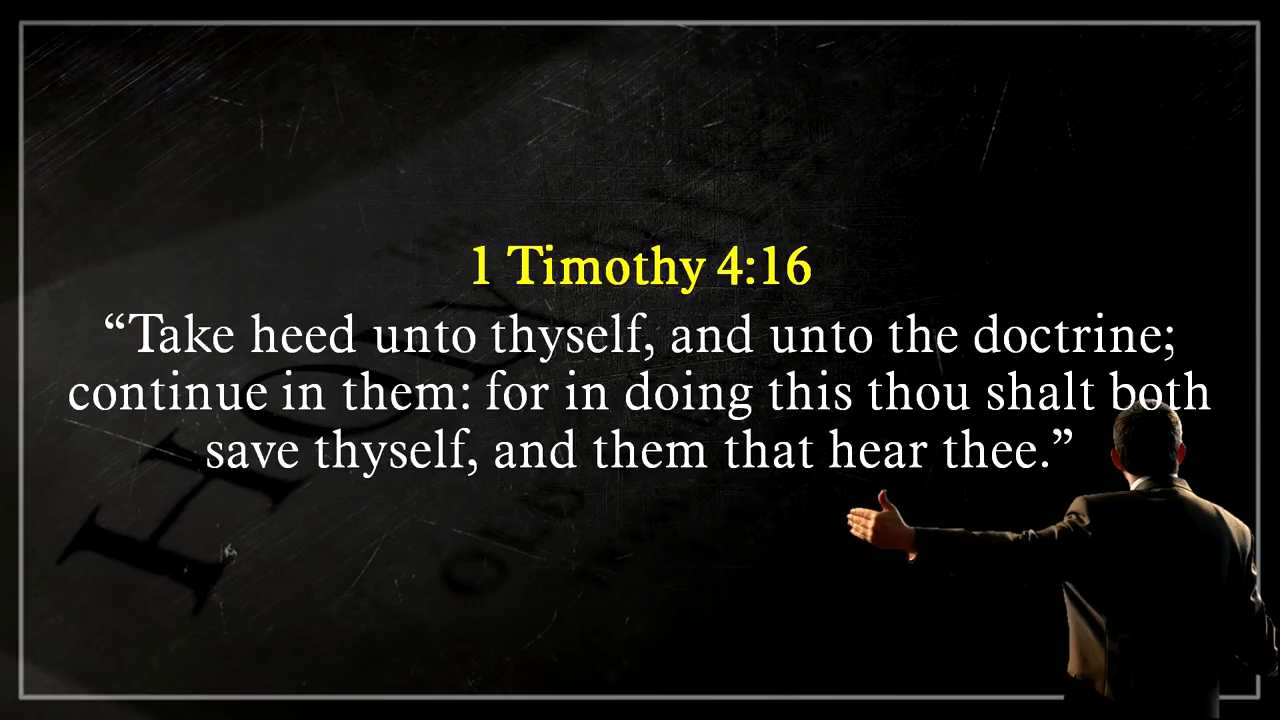 1 Timothy 4:16
“Take heed unto thyself, and unto the doctrine;
continue in them: for in doing this thou shalt both
save thyself, and them that hear thee.”
HOLY